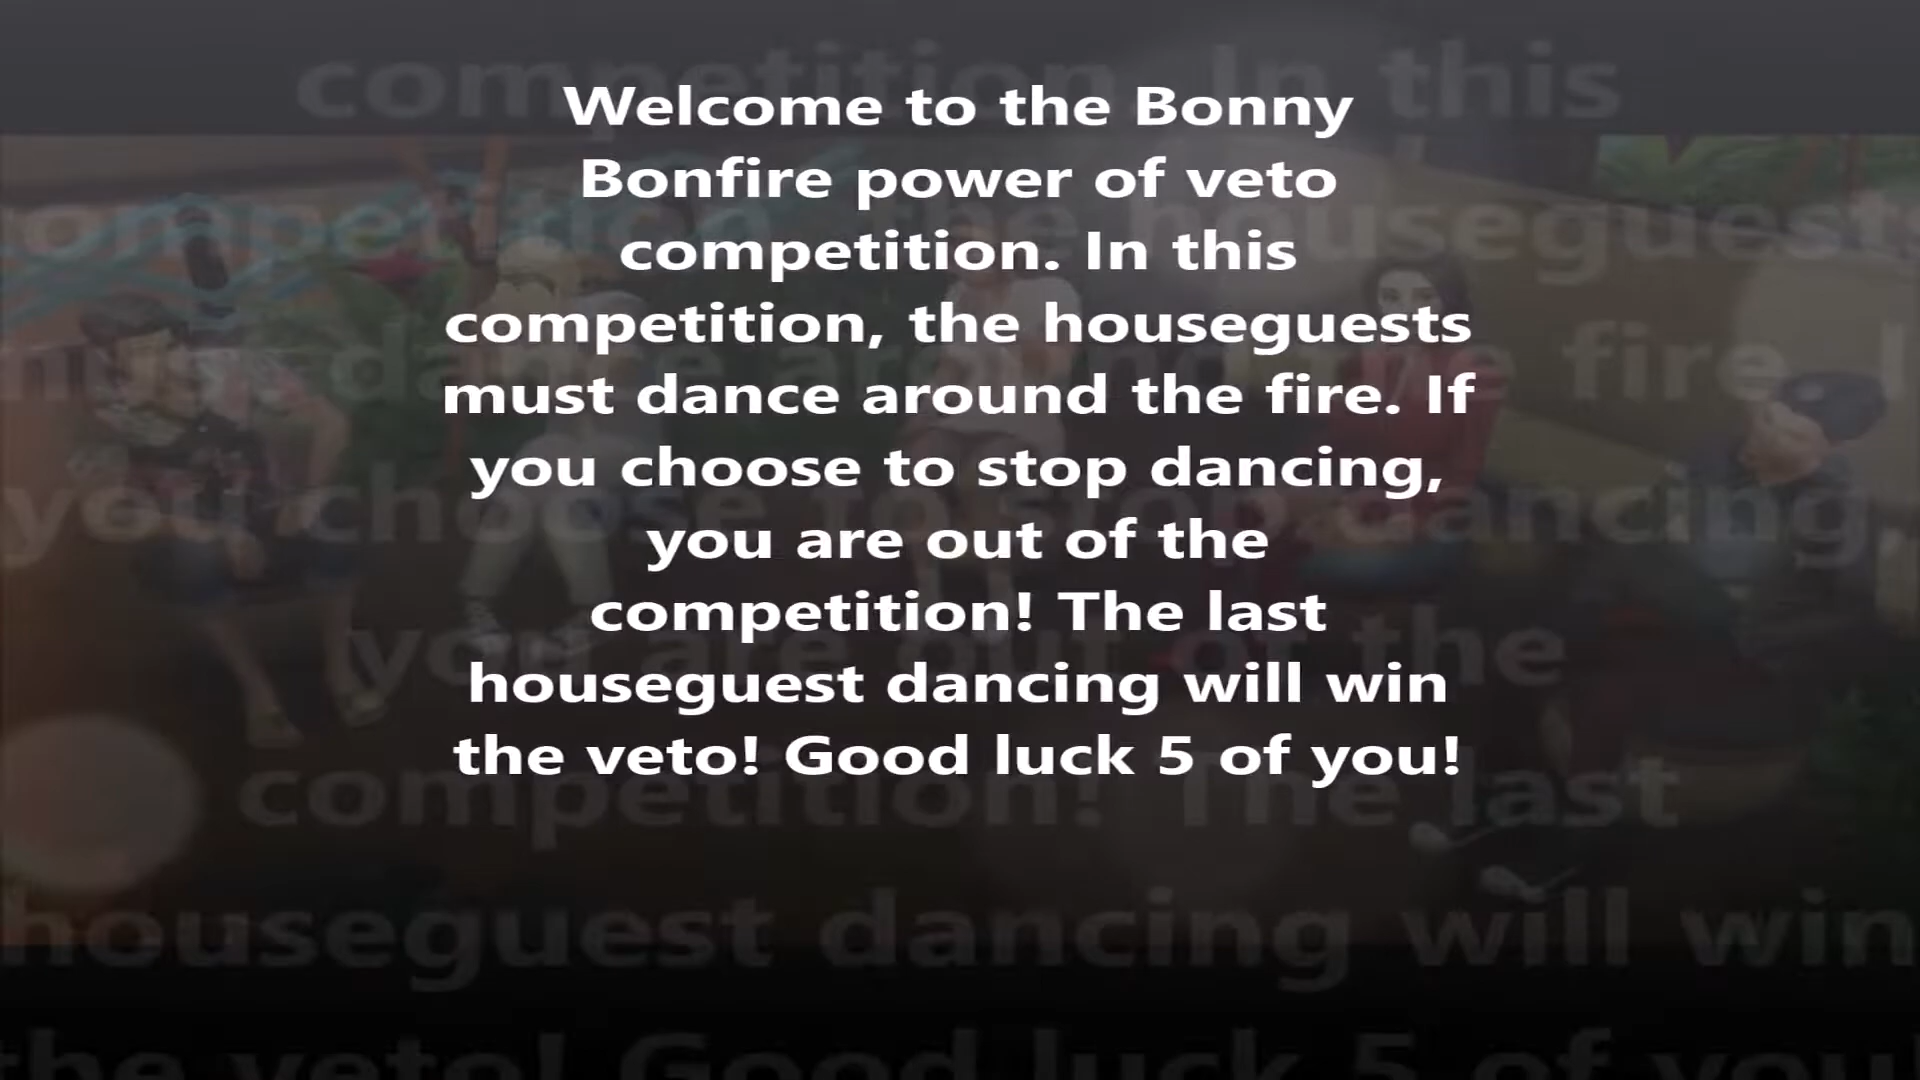 Welcome to the Bonny
Bonfire power of veto
competition. In this
competition, the houseguests
must dance around the fire. If
you choose to stop dancing,
you are out of the
competition! The last
houseguest dancing will win
the veto! Good luck 5 of you!